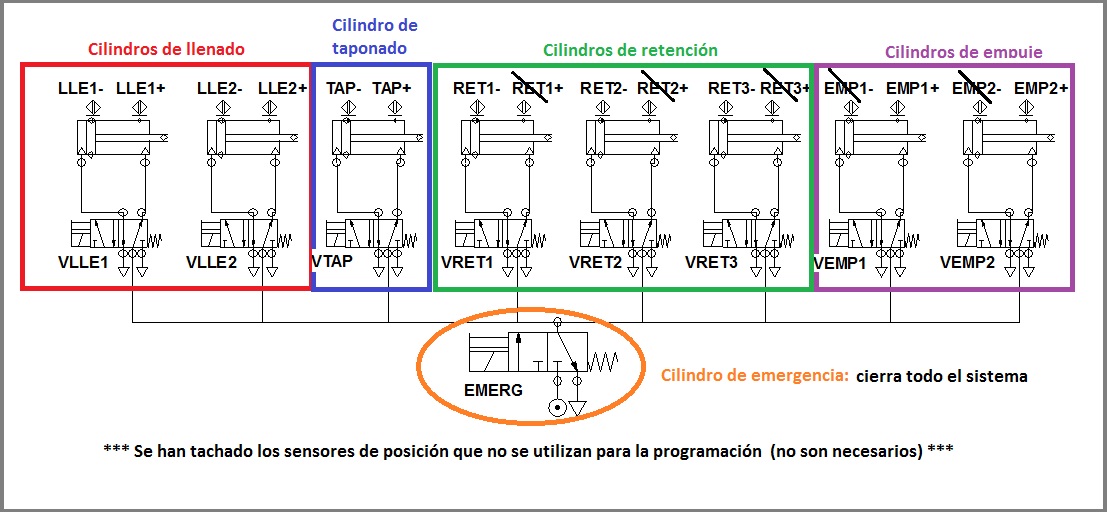 Cilindros de llenado
Cilindro de
taponado
Cilindros de retención
Cilindros de empuje
LLE1- LLE1+ LLE2- LLE2+ TAP- TAP+ RET1- RET1+ RET2- RET2+ RET3- RET3+ EMP1- EMP1+ EMP2- EMP2+
VLLE1 VLLE2 VTAP VRET1 VRET2 VRET3 VEMP1 VEMP2
EMERG
Cilindro de emergencia: cierra todo el sistema
*** Se han tachado los sensores de posición que no se utilizan para la programación (no son necesarios) ***